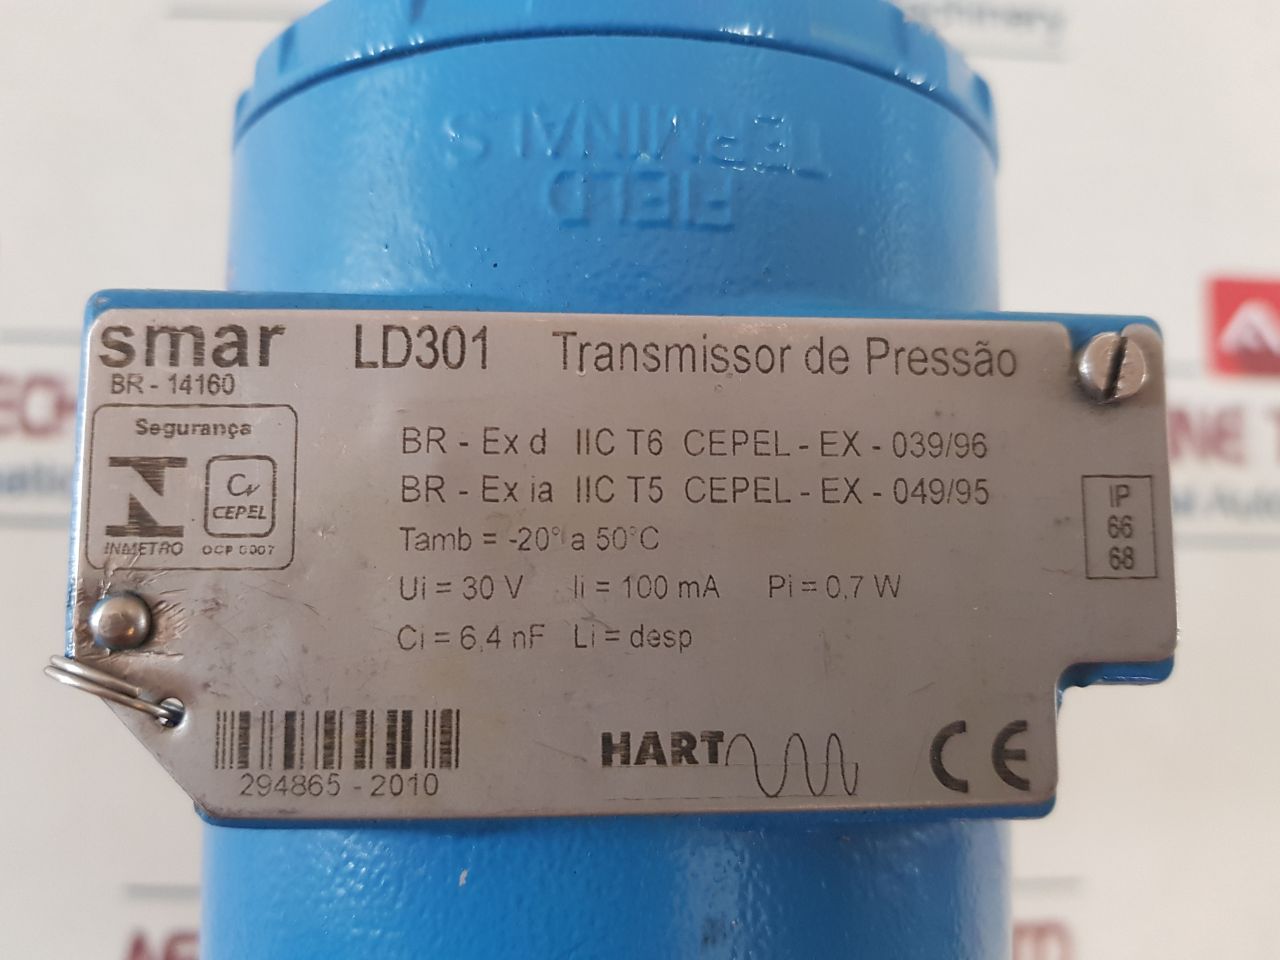 achinery
FIELD
TERMINALS
smar LD301 Transmissor de Pressão
BR - 14160
Segurança
BR - Ex d IIC T6 CEPEL - EX - 039/96
BR - Ex ia IIC T5 CEPEL - EX - 049/95
CEPEL
INMETRO OCP 0007
IP
66
68
Tamb = -20° a 50°C
Ui = 30 V Ii = 100 mA Pi = 0,7 W
Ci = 6,4 nF Li = desp
294865 - 2010
HART
CE